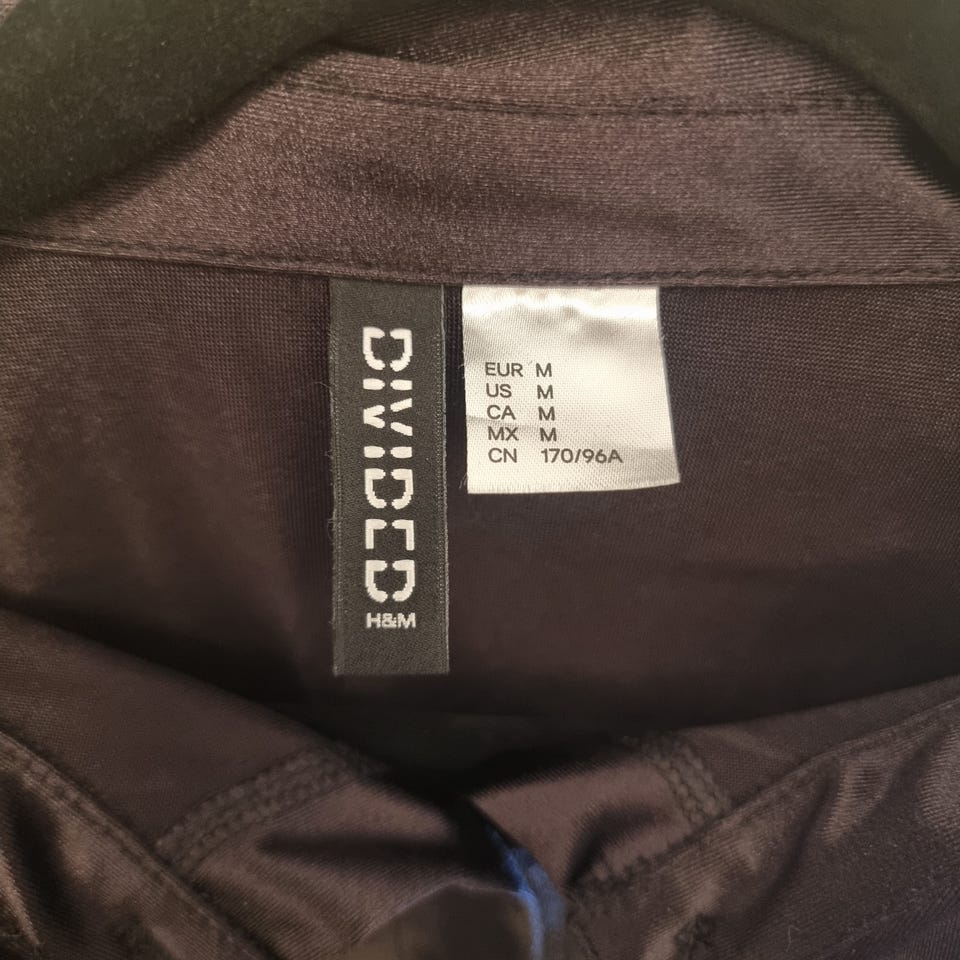 DIVIDED
H&M
EUR M
US M
CA M
MX M
CN 170/96A